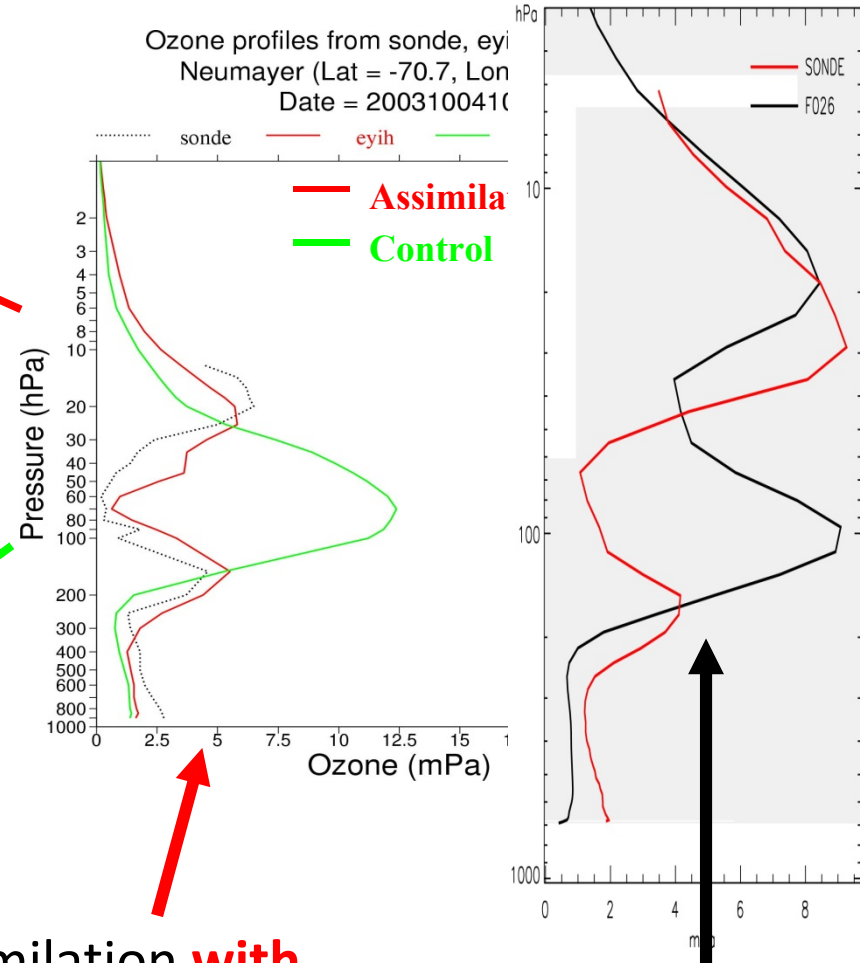 Ozone profiles from sonde, eyi
Neumayer (Lat = -70.7, Lon
Date = 2003100410
sonde eyih
Assimila
Control
Pressure (hPa)
2
3
4
5
6
8
10
20
30
40
50
60
80
100
200
300
400
500
600
800
1000
0 2.5 5 7.5 10 12.5 15 1
Ozone (mPa)
milation with
hPa
SONDE
F026
10
100
1000
0 2 4 6 8